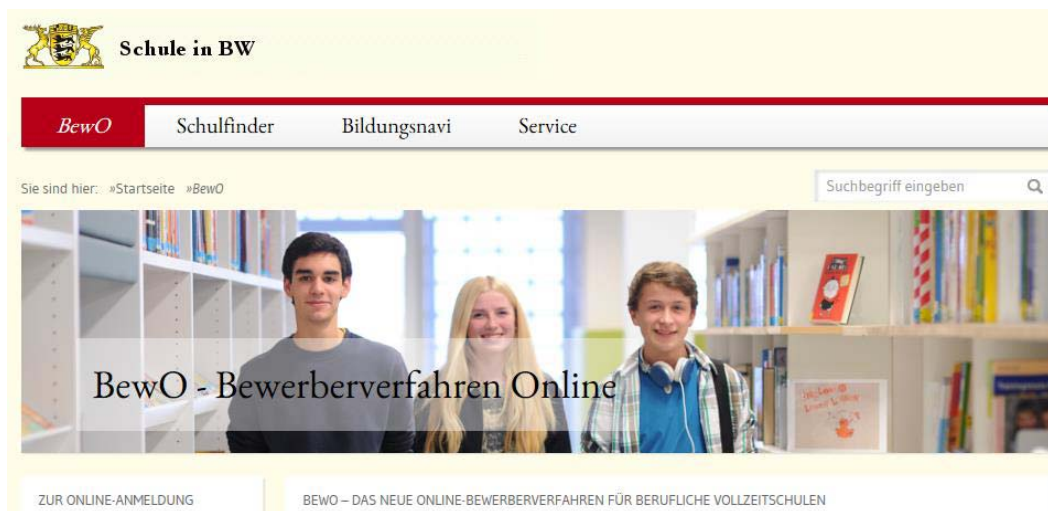 Schule in BW
BewO Schulfinder Bildungsnavi Service
Sie sind hier: »Startseite »BewO
Suchbegriff eingeben
BewO - Bewerberverfahren Online
ZUR ONLINE-ANMELDUNG
BEWO – DAS NEUE ONLINE-BEWERBERVERFAHREN FÜR BERUFLICHE VOLLZEITSCHULEN